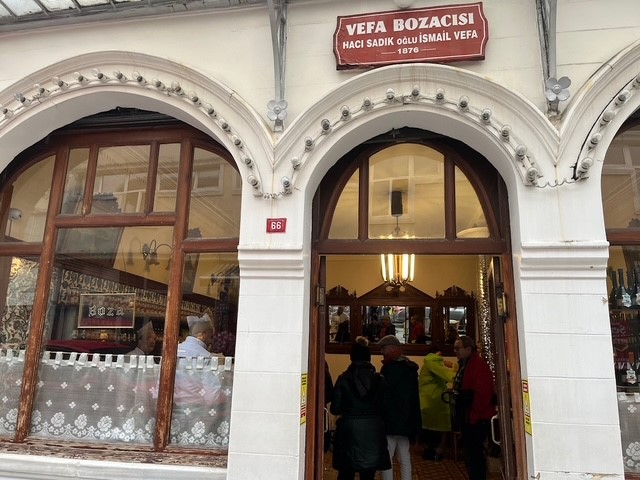 VEFA BOZACISI
HACI SADIK OĞLU İSMAİL VEFA
1876
66
Boza